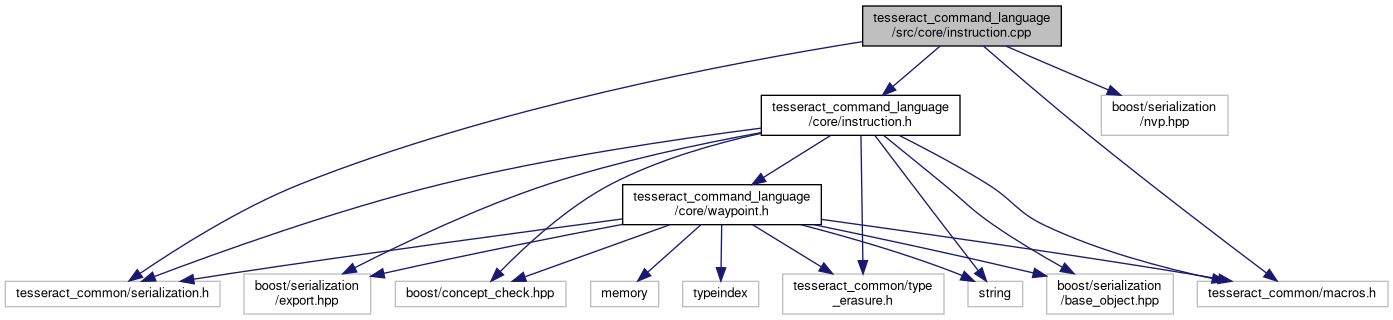 tesseract_command_language
/src/core/instruction.cpp
tesseract_command_language
/core/instruction.h
boost/serialization
/nvp.hpp
tesseract_command_language
/core/waypoint.h
tesseract_common/serialization.h
boost/serialization
/export.hpp
boost/concept_check.hpp
memory
typeindex
tesseract_common/type
_erasure.h
string
boost/serialization
/base_object.hpp
tesseract_common/macros.h